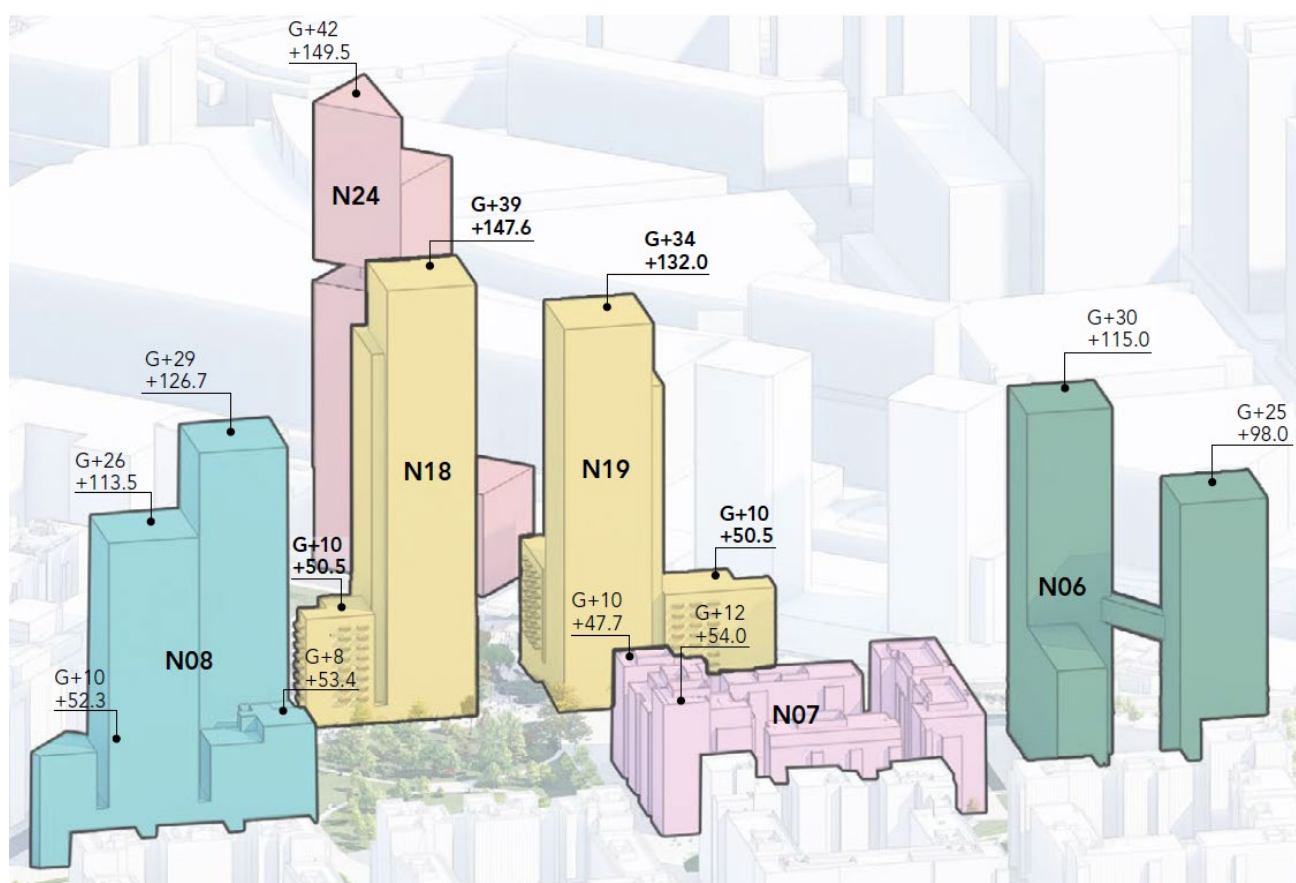 G+42
+149.5
N24
G+39
+147.6
G+34
+132.0
G+30
+115.0
G+29
+126.7
G+25
+98.0
G+26
+113.5
N18
N19
G+10
+50.5
G+10
+50.5
G+10
+47.7
G+12
+54.0
N06
N08
G+8
+53.4
G+10
+52.3
N07